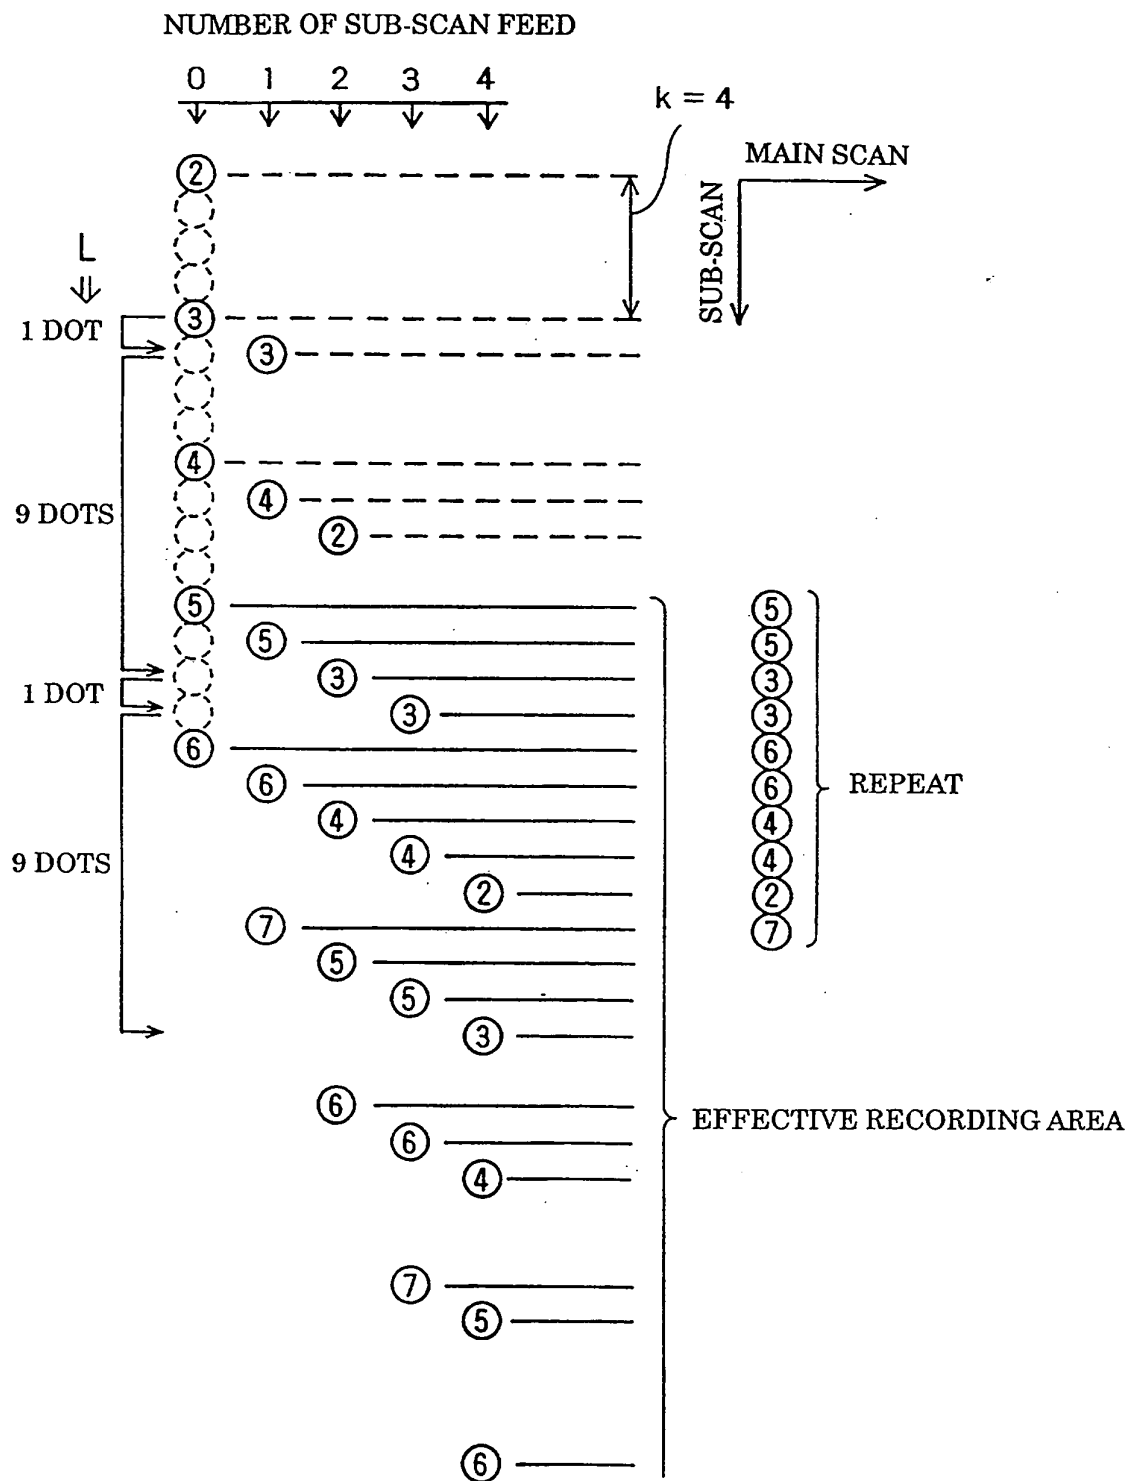 NUMBER OF SUB-SCAN FEED
0 1 2 3 4
k = 4
MAIN SCAN
SUB-SCAN
②
L
1 DOT
③
③
④
9 DOTS
④
②
⑤ ⑤
⑤ ⑤
③ ③
1 DOT
③ ③
⑥ ⑥
⑥ ⑥
REPEAT
④ ④
9 DOTS
④ ④
② ②
⑦ ⑦
⑤
⑤
③
⑥
EFFECTIVE RECORDING AREA
⑥
④
⑦
⑤
⑥